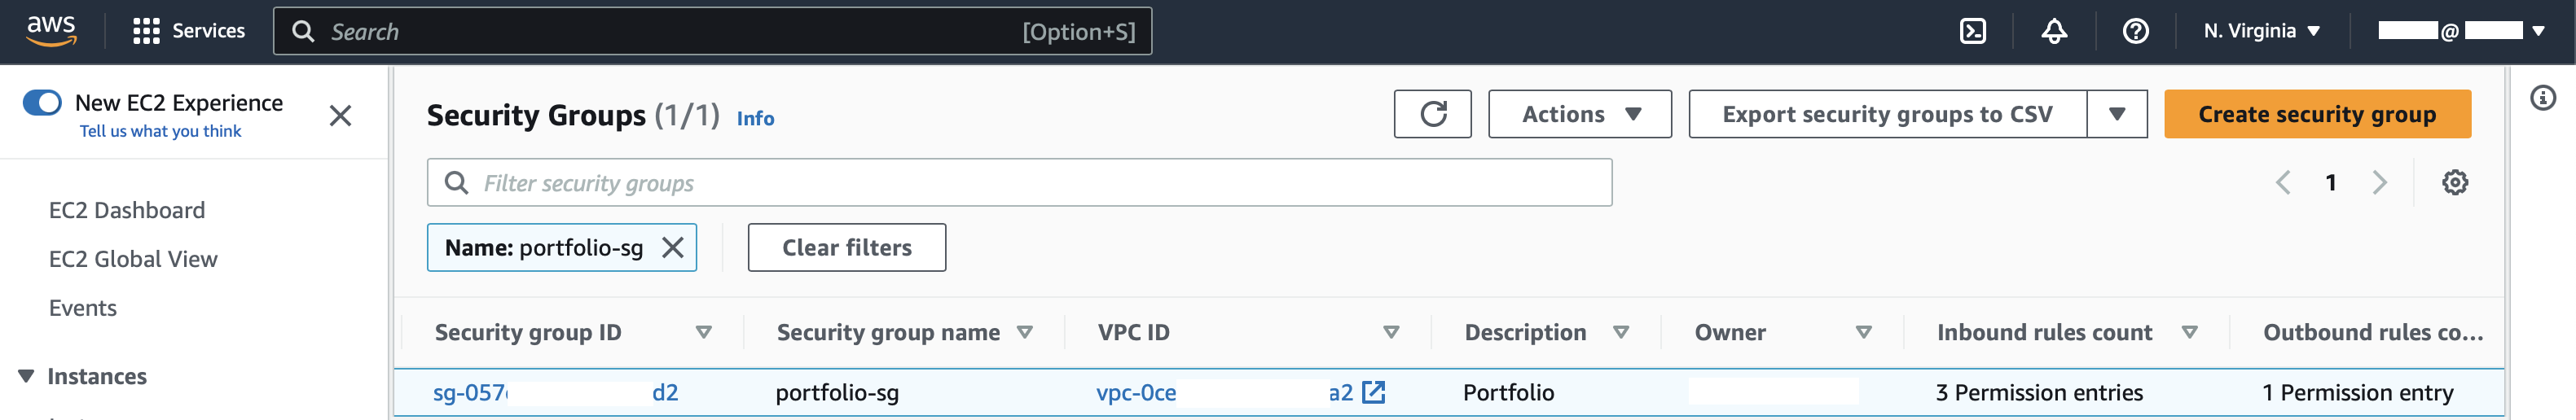 aws Services Search [Option+S] @ N. Virginia
New EC2 Experience
Tell us what you think
EC2 Dashboard
EC2 Global View
Events
Instances
Security Groups (1/1) Info Actions Export security groups to CSV Create security group
Filter security groups 1
Name: portfolio-sg Clear filters
Security group ID Security group name VPC ID Description Owner Inbound rules count Outbound rules co...
sg-057 d2 portfolio-sg vpc-0ce a2 Portfolio 3 Permission entries 1 Permission entry